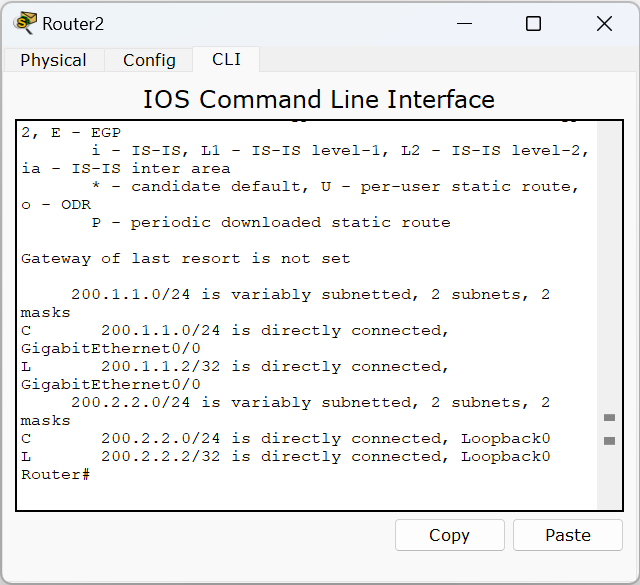 Router2
Physical Config CLI
IOS Command Line Interface
2, E - EGP
i - IS-IS, L1 - IS-IS level-1, L2 - IS-IS level-2,
ia - IS-IS inter area
* - candidate default, U - per-user static route,
o - ODR
P - periodic downloaded static route
Gateway of last resort is not set
200.1.1.0/24 is variably subnetted, 2 subnets, 2
masks
C 200.1.1.0/24 is directly connected,
GigabitEthernet0/0
L 200.1.1.2/32 is directly connected,
GigabitEthernet0/0
200.2.2.0/24 is variably subnetted, 2 subnets, 2
masks
C 200.2.2.0/24 is directly connected, Loopback0
L 200.2.2.2/32 is directly connected, Loopback0
Router#
Copy Paste